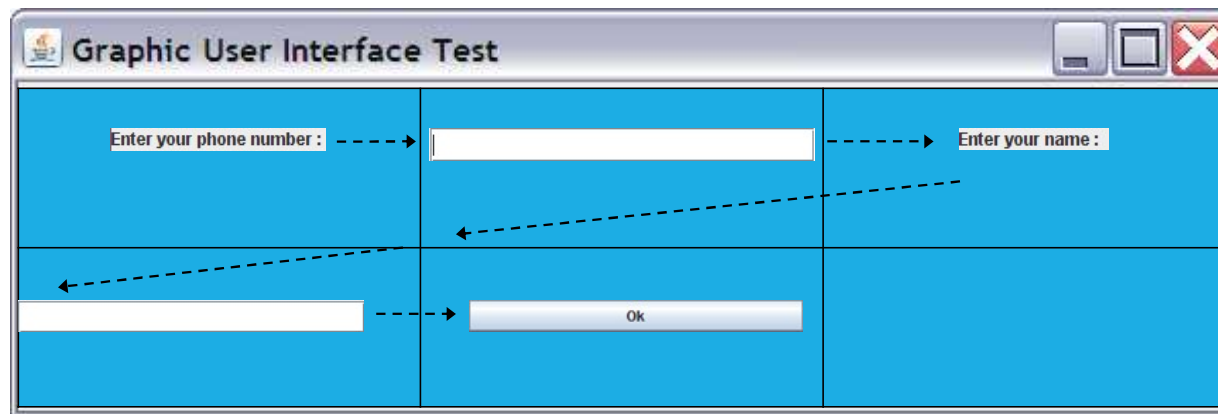 Graphic User Interface Test
Enter your phone number :
Enter your name :
Ok